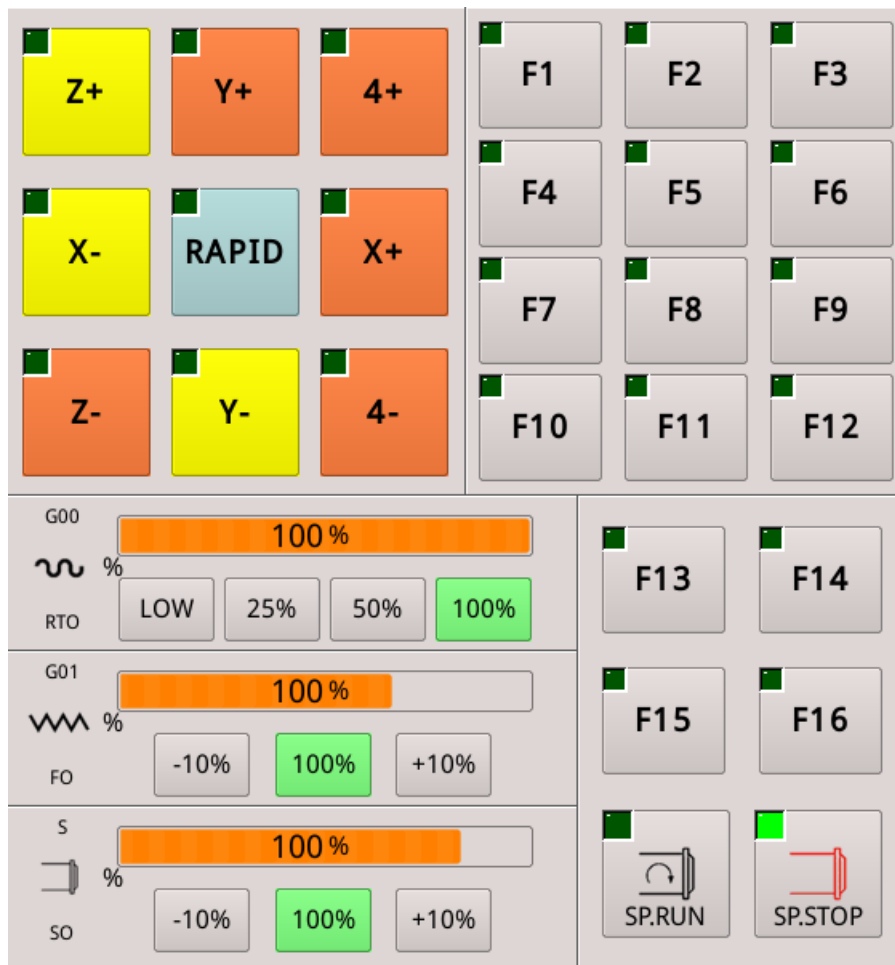 Z+ Y+ 4+
X- RAPID X+
Z- Y- 4-
F1 F2 F3
F4 F5 F6
F7 F8 F9
F10 F11 F12
G00
100 %
%
RTO
LOW 25% 50% 100%
G01
100 %
%
FO
-10% 100% +10%
S
100 %
%
SO
-10% 100% +10%
F13 F14
F15 F16
SP.RUN SP.STOP